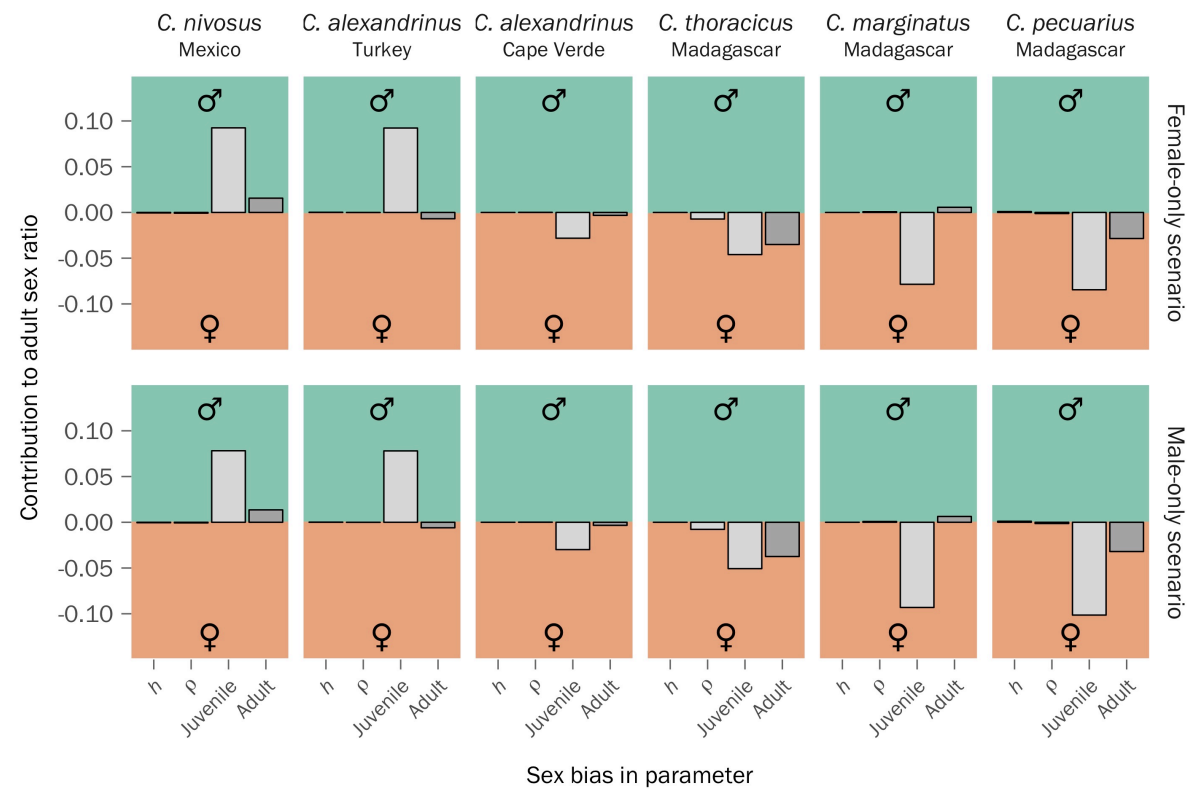 C. nivosus C. alexandrinus C. alexandrinus C. thoracicus C. marginatus C. pecuarius
Mexico Turkey Cape Verde Madagascar Madagascar Madagascar
Contribution to adult sex ratio
♂ ♂ ♂ ♂ ♂ ♂
0.10
0.05
0.00
-0.05
-0.10
♀ ♀ ♀ ♀ ♀ ♀
Female-only scenario
♂ ♂ ♂ ♂ ♂ ♂
0.10
0.05
0.00
-0.05
-0.10
♀ ♀ ♀ ♀ ♀ ♀
Male-only scenario
h ρ Juvenile Adult h ρ Juvenile Adult h ρ Juvenile Adult h ρ Juvenile Adult h ρ Juvenile Adult h ρ Juvenile Adult
Sex bias in parameter